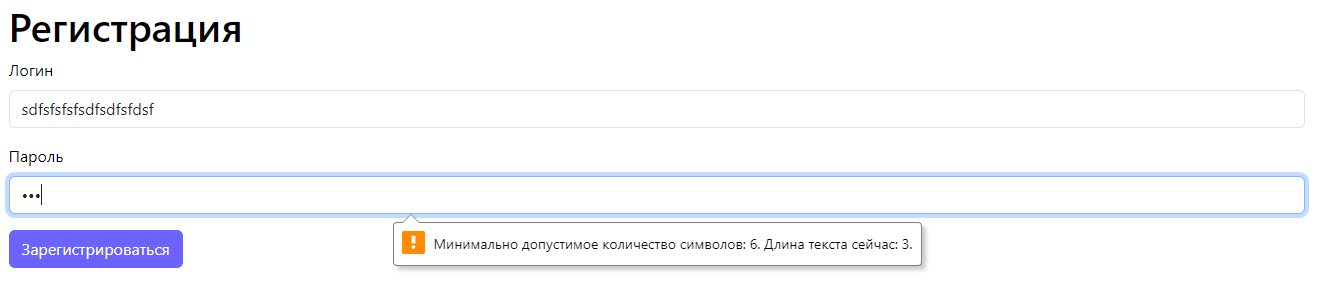 Регистрация
Логин
sdfsfsfsfsdfsdfsfdsf
Пароль
•••
Минимально допустимое количество символов: 6. Длина текста сейчас: 3.
Зарегистрироваться